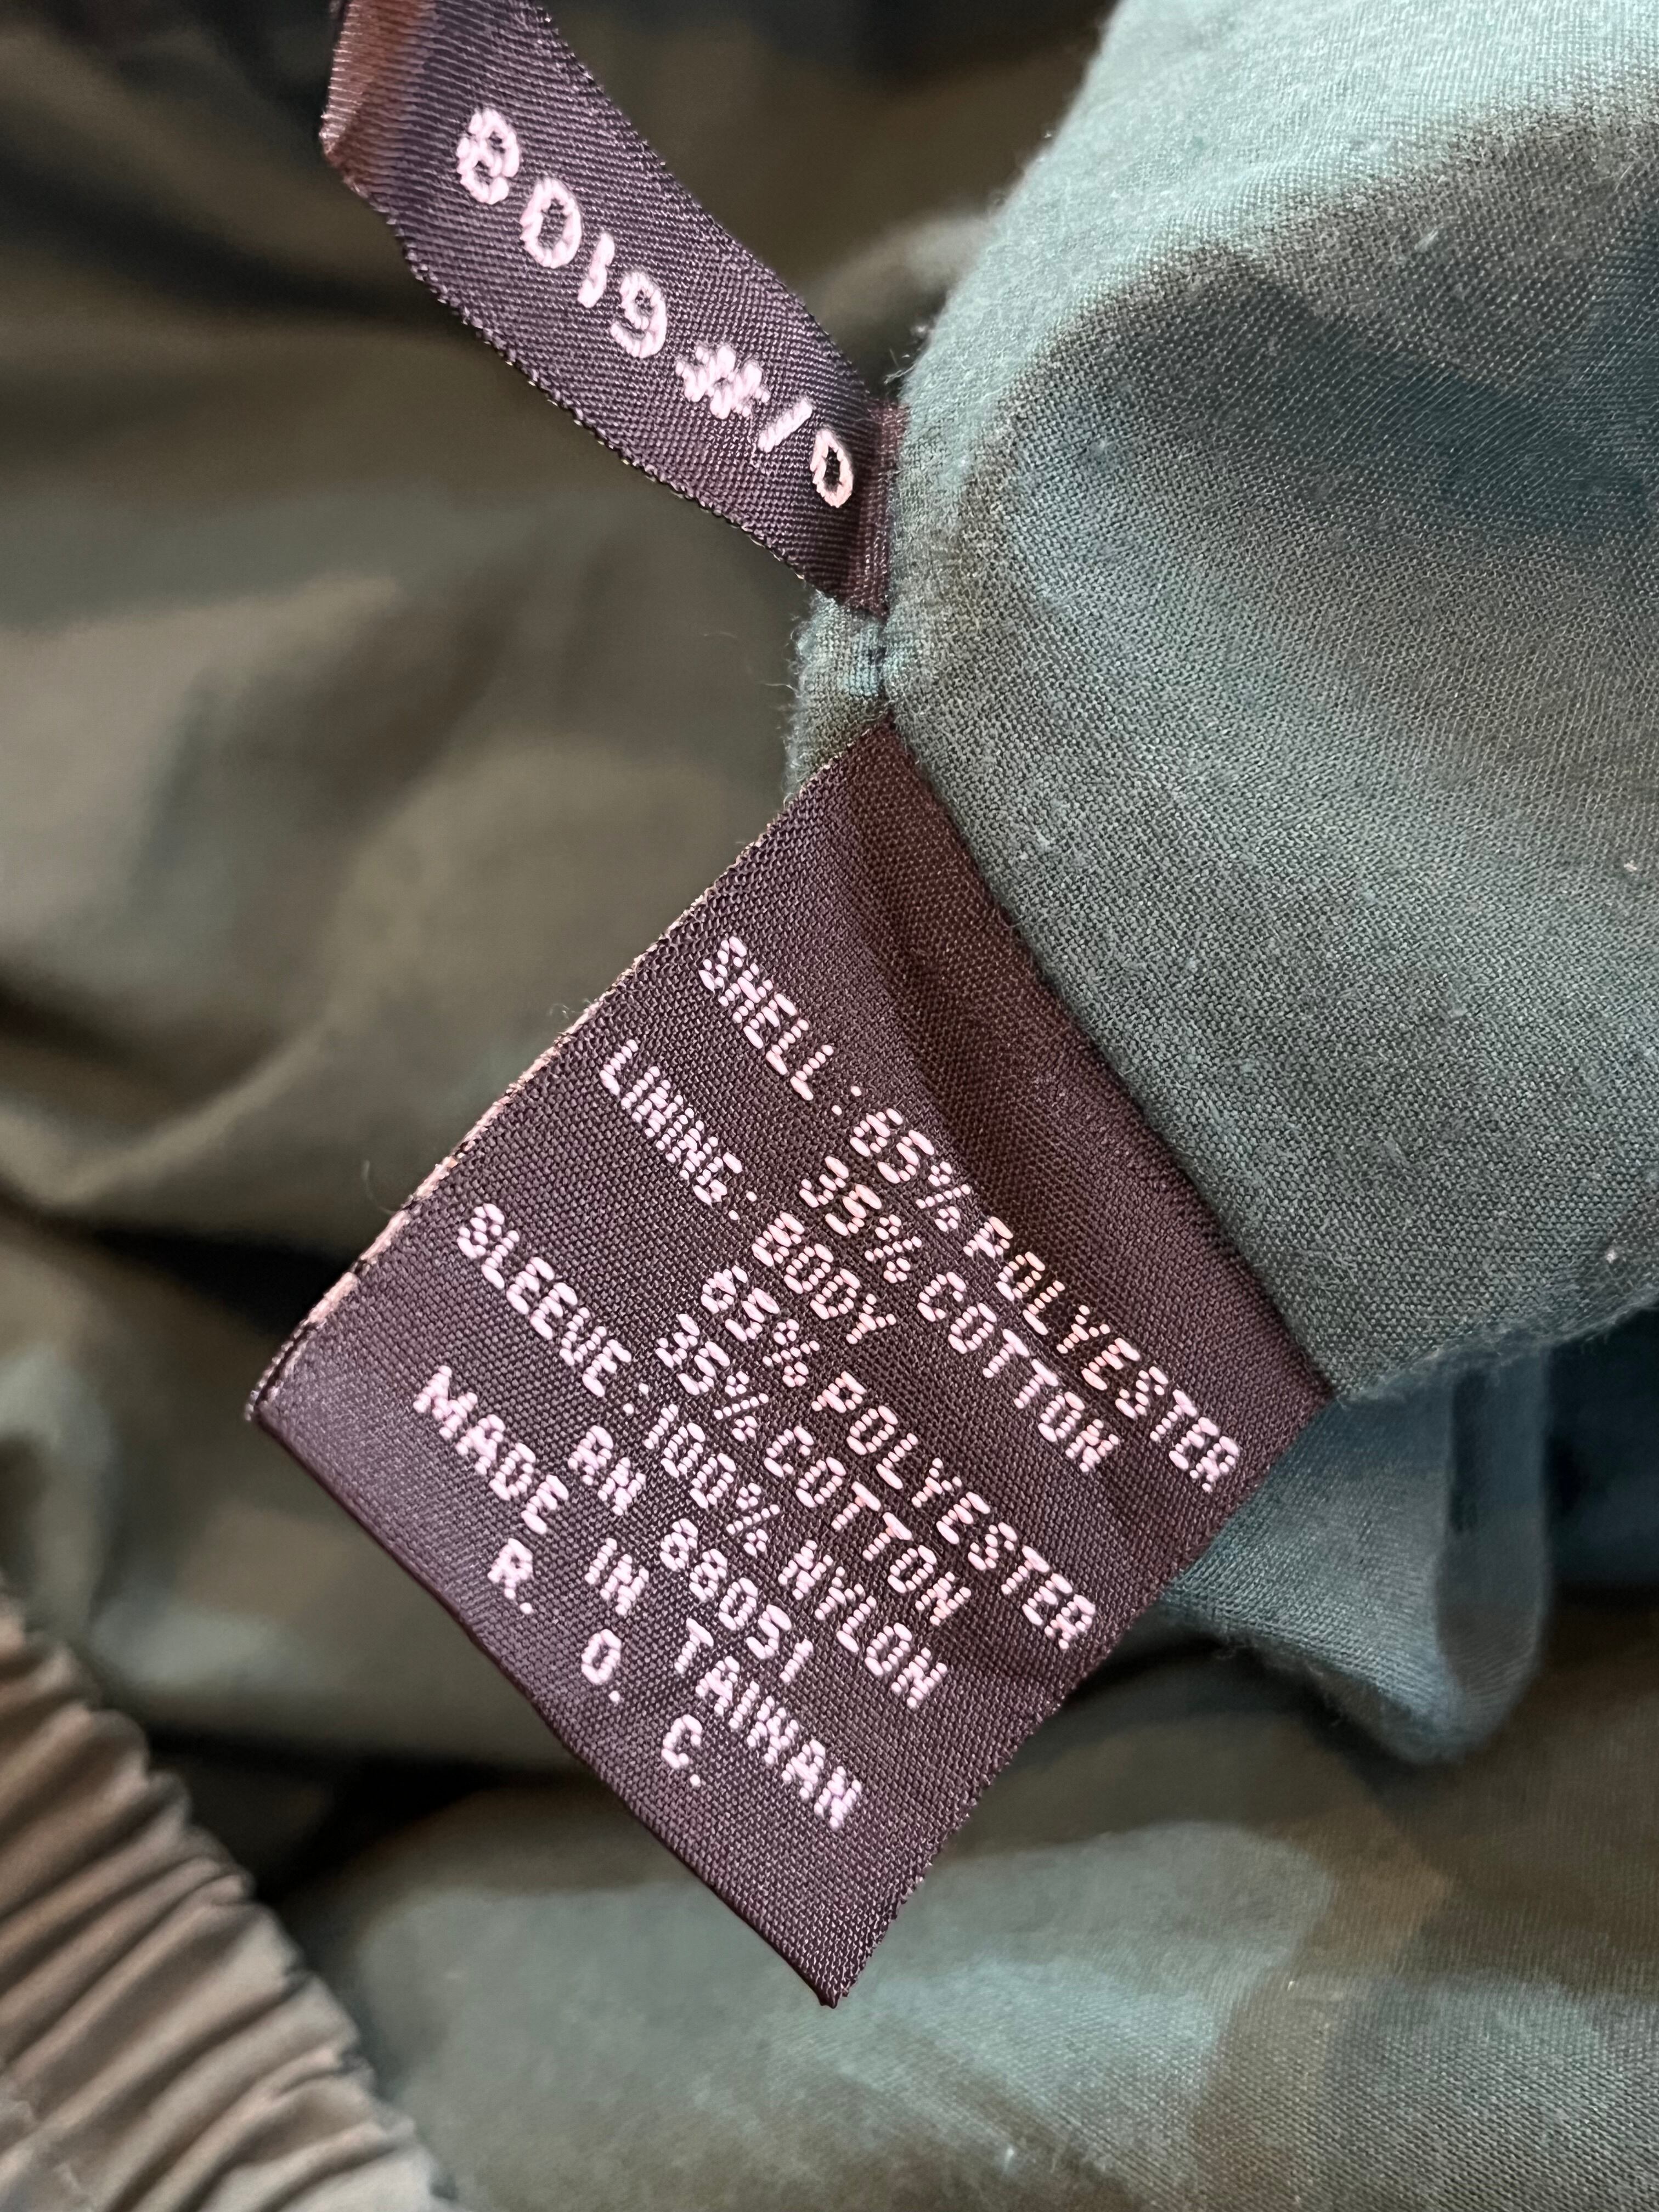 8019#10
SHELL:65% POLYESTER
35% COTTON
LINING: BODY
65% POLYESTER
35% COTTON
SLEEVE:100% NYLON
RN 88051
MADE IN TAIWAN
R. O. C.